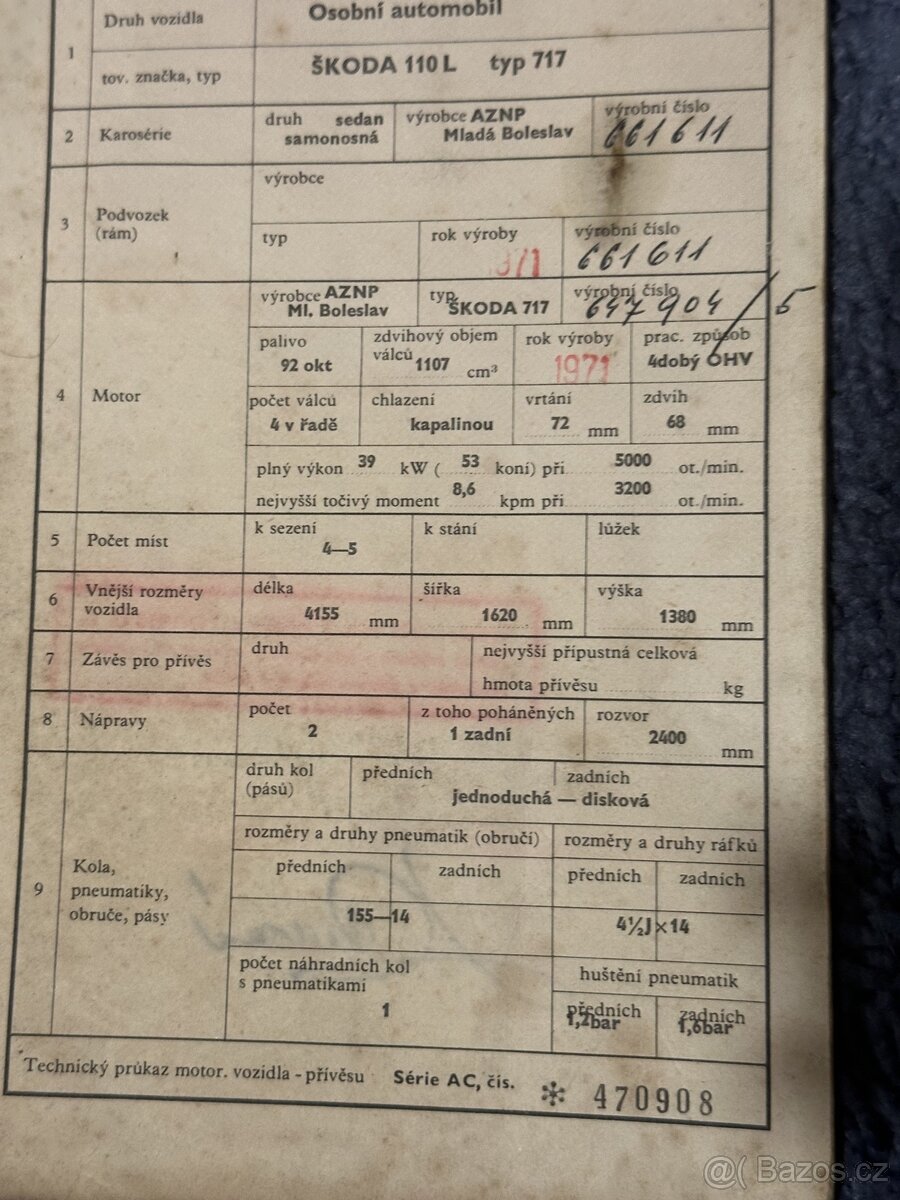 1 Druh vozidla Osobní automobil
tov. značka, typ ŠKODA 110 L typ 717
2 Karosérie druh sedan samonosná výrobce AZNP Mladá Boleslav výrobní číslo 661611
3 Podvozek (rám) výrobce
typ rok výroby 1971 výrobní číslo 661611
4 Motor výrobce AZNP Ml. Boleslav typ ŠKODA 717 výrobní číslo 647904/5
palivo 92 okt zdvihový objem válců 1107 cm³ rok výroby 1971 prac. způsob 4dobý OHV
počet válců 4 v řadě chlazení kapalinou vrtání 72 mm zdvih 68 mm
plný výkon 39 kW ( 53 koní) při 5000 ot./min.
nejvyšší točivý moment 8,6 kpm při 3200 ot./min.
5 Počet míst k sezení 4—5 k stání lůžek
6 Vnější rozměry vozidla délka 4155 mm šířka 1620 mm výška 1380 mm
7 Závěs pro přívěs druh nejvyšší přípustná celková
hmota přívěsu kg
8 Nápravy počet 2 z toho poháněných 1 zadní rozvor 2400 mm
9 Kola, pneumatiky, obruče, pásy druh kol (pásů) předních zadních
jednoduchá — disková
rozměry a druhy pneumatik (obručí) rozměry a druhy ráfků
předních zadních předních zadních
155—14 4½J×14
počet náhradních kol s pneumatikami 1 huštění pneumatik
předních 1,2bar zadních 1,6bar
Technický průkaz motor. vozidla - přívěsu Série AC, čís. * 470908
@( Bazos.cz